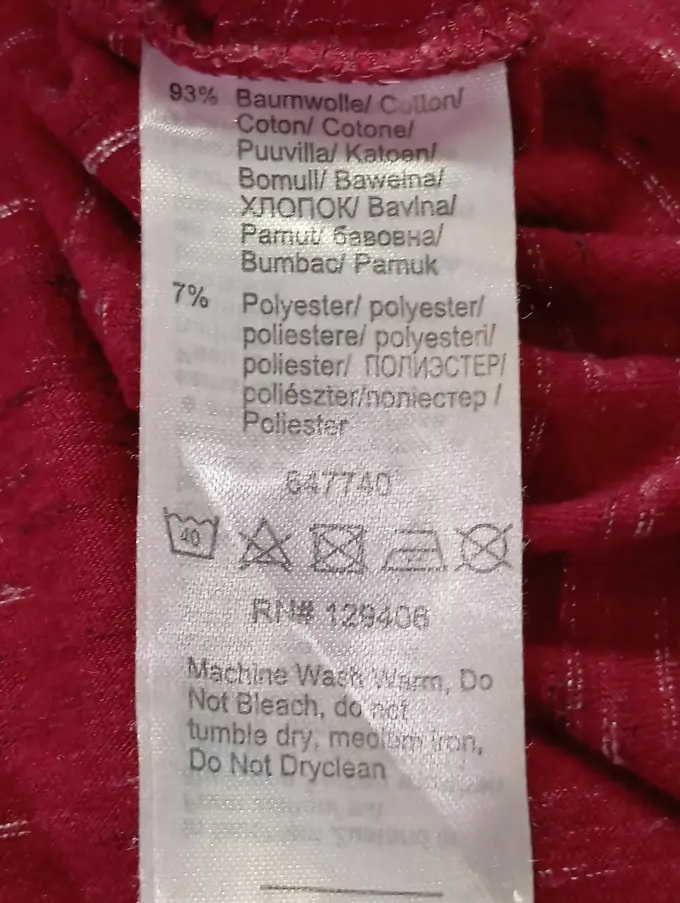 93% Baumwolle/ Cotton/
Coton/ Cotone/
Puuvilla/ Katoen/
Bomull/ Bawełna/
ХЛОПОК/ Bavlna/
Pamut/ бавовна/
Bumbac/ Pamuk
7% Polyester/ polyester/
poliestere/ polyesteri/
poliester/ ПОЛИЭСТЕР/
poliészter/поліестер /
Poliester
647740
40
RN# 129406
Machine Wash Warm, Do
Not Bleach, do not
tumble dry, medium iron,
Do Not Dryclean